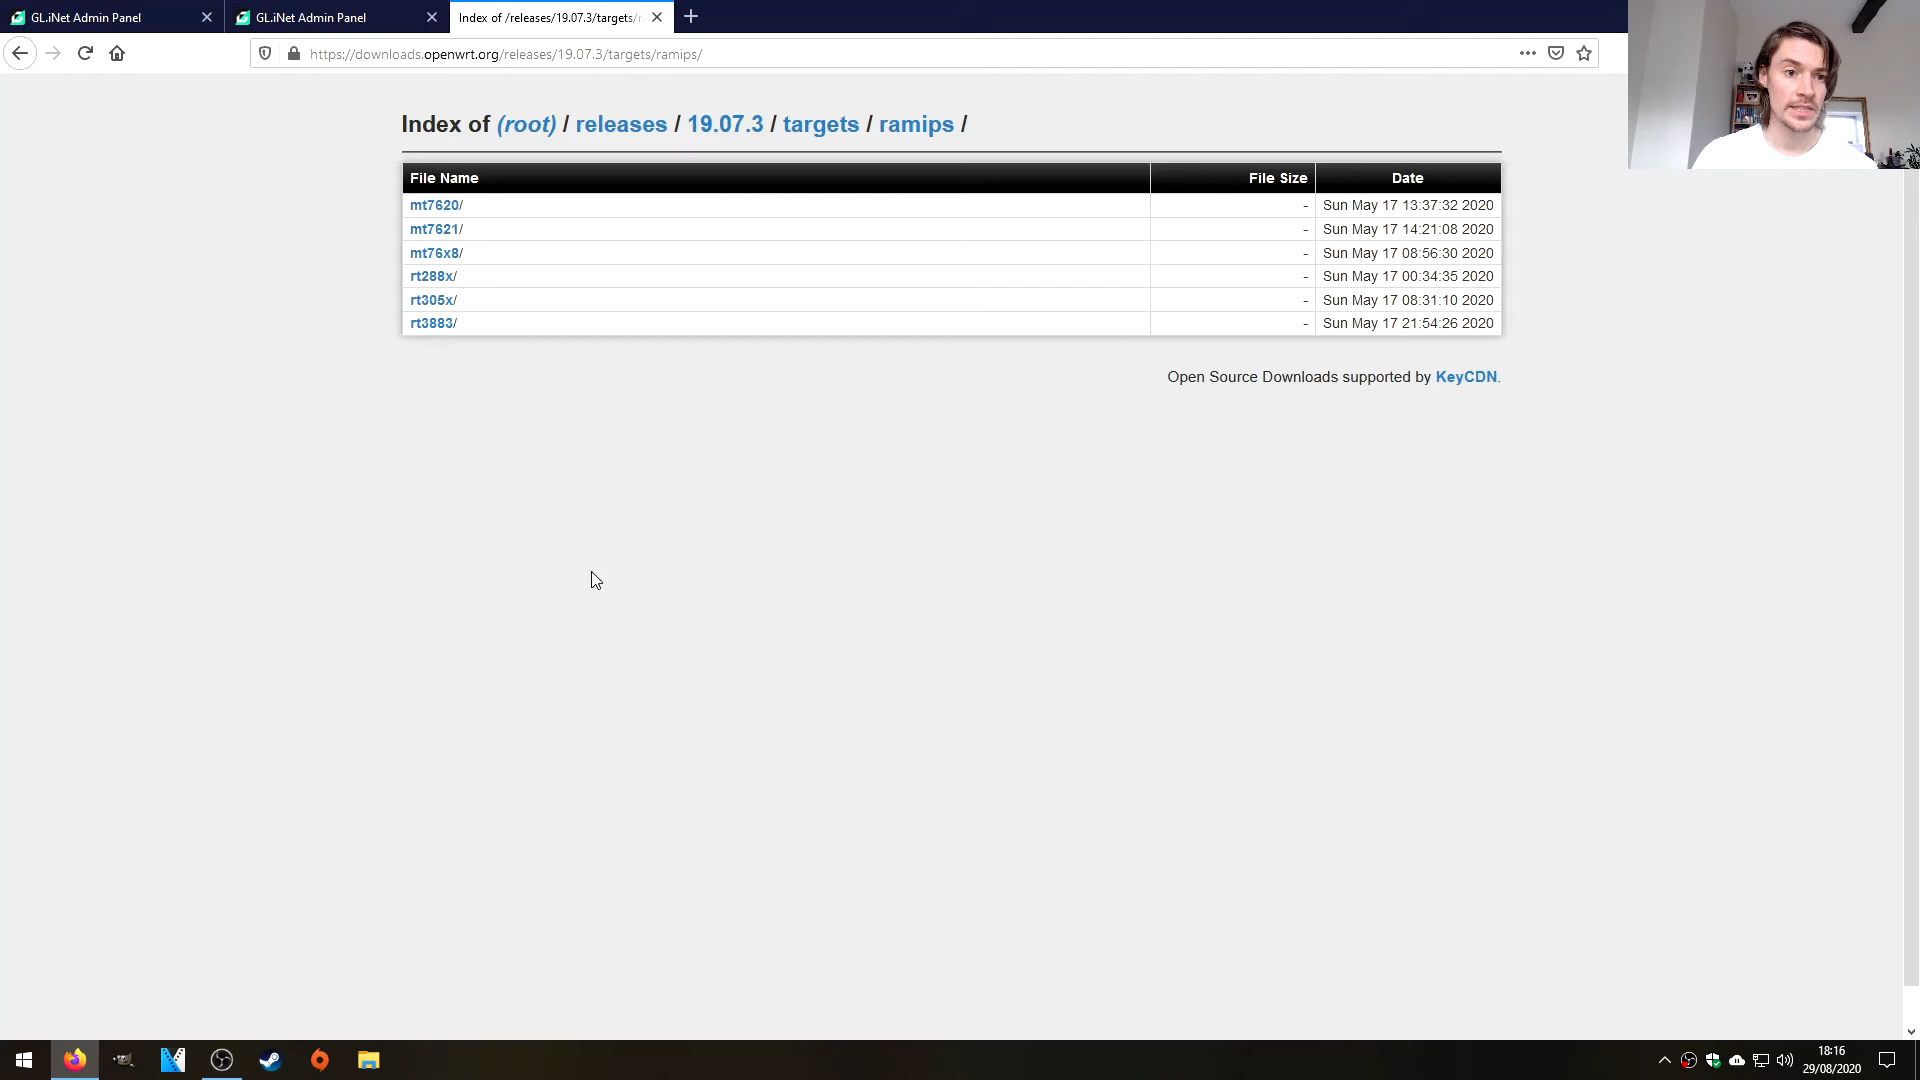 GL.iNet Admin Panel
GL.iNet Admin Panel
Index of /releases/19.07.3/targets/
https://downloads.openwrt.org/releases/19.07.3/targets/ramips/
Index of (root) / releases / 19.07.3 / targets / ramips /
File Name File Size Date
mt7620/ - Sun May 17 13:37:32 2020
mt7621/ - Sun May 17 14:21:08 2020
mt76x8/ - Sun May 17 08:56:30 2020
rt288x/ - Sun May 17 00:34:35 2020
rt305x/ - Sun May 17 08:31:10 2020
rt3883/ - Sun May 17 21:54:26 2020
Open Source Downloads supported by KeyCDN.
18:16
29/08/2020